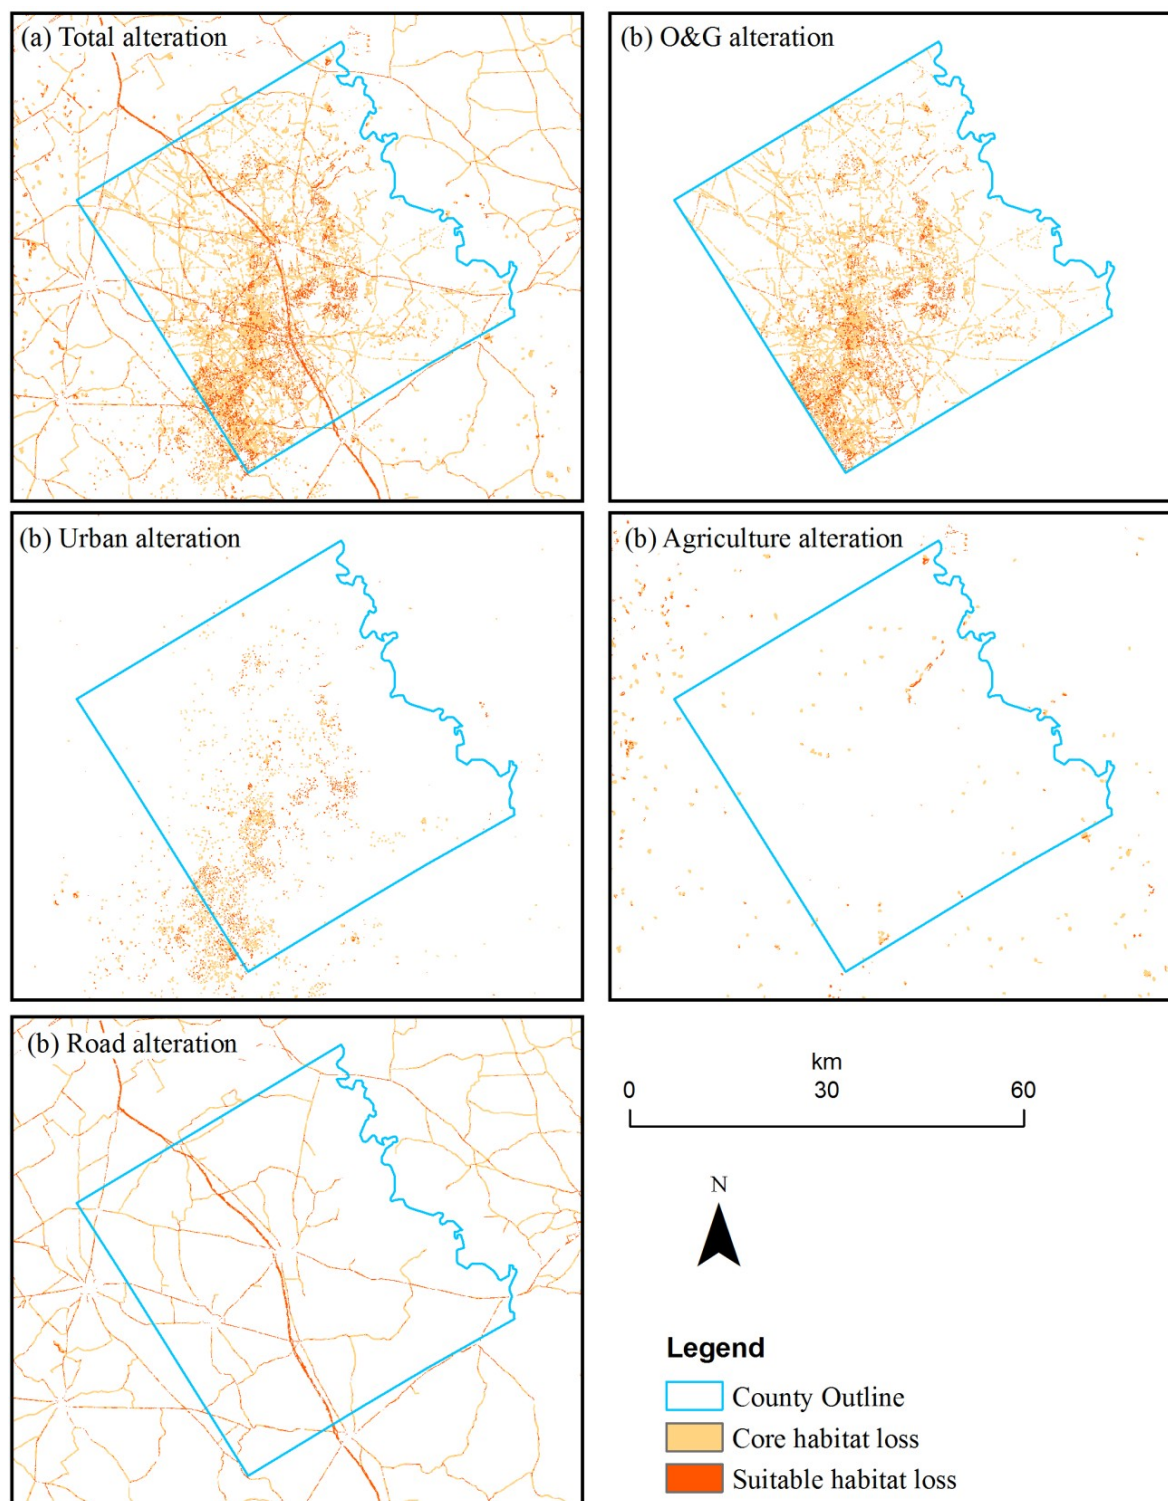 (a) Total alteration
(b) O&G alteration
(b) Urban alteration
(b) Agriculture alteration
(b) Road alteration
km
0 30 60
N
Legend
County Outline
Core habitat loss
Suitable habitat loss